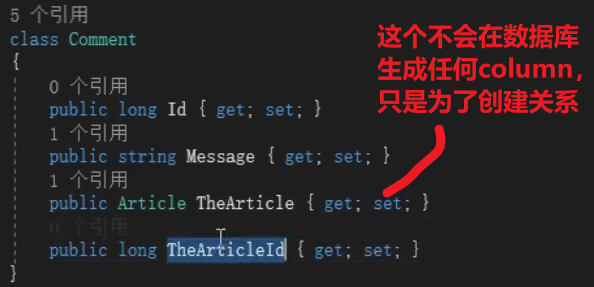 5 个引用
class Comment
{
0 个引用
public long Id { get; set; }
1 个引用
public string Message { get; set; }
1 个引用
public Article TheArticle { get; set; }
0 个引用
public long TheArticleId { get; set; }
}
这个不会在数据库
生成任何column，
只是为了创建关系